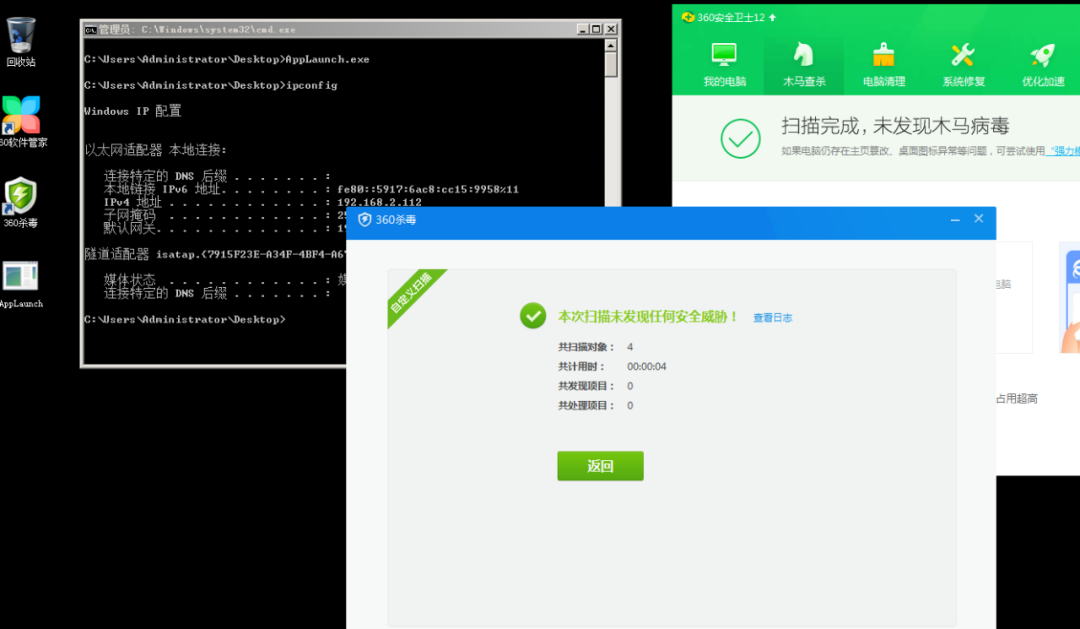 回收站
60软件管家
360杀毒
AppLaunch
管理员: C:\Windows\system32\cmd.exe
C:\Users\Administrator\Desktop>AppLaunch.exe
C:\Users\Administrator\Desktop>ipconfig
Windows IP 配置
以太网适配器 本地连接:
连接特定的 DNS 后缀 . . . . . . . :
本地链接 IPv6 地址. . . . . . . . : fe80::5917:6ac8:cc15:9958%11
IPv4 地址 . . . . . . . . . . . . : 192.168.2.112
子网掩码 . . . . . . . . . . . . : 25
默认网关. . . . . . . . . . . . . : 19
隧道适配器 isatap.{7915F23E-A34F-4BF4-A6
媒体状态 . . . . . . . . . . . . :
连接特定的 DNS 后缀 . . . . . . . :
C:\Users\Administrator\Desktop>
360安全卫士12
我的电脑
木马查杀
电脑清理
系统修复
优化加速
扫描完成, 未发现木马病毒
如果电脑仍存在主页篡改、桌面图标异常等问题，可尝试使用 "强力
电脑
占用超高
360杀毒
自定义扫描
本次扫描未发现任何安全威胁！ 查看日志
共扫描对象： 4
共计用时： 00:00:04
共发现项目： 0
共处理项目： 0
返回